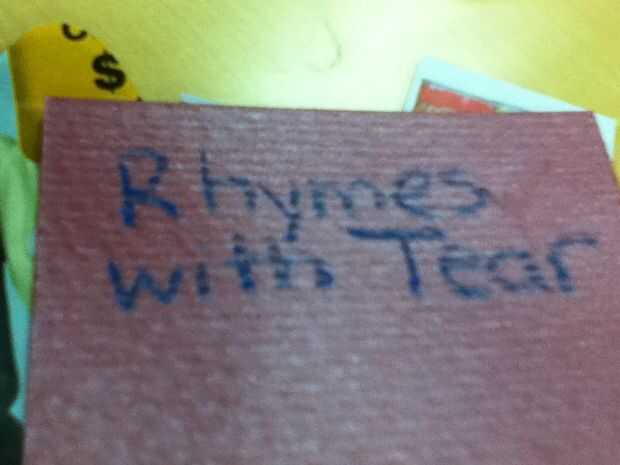 $
Rhymes
with Tear